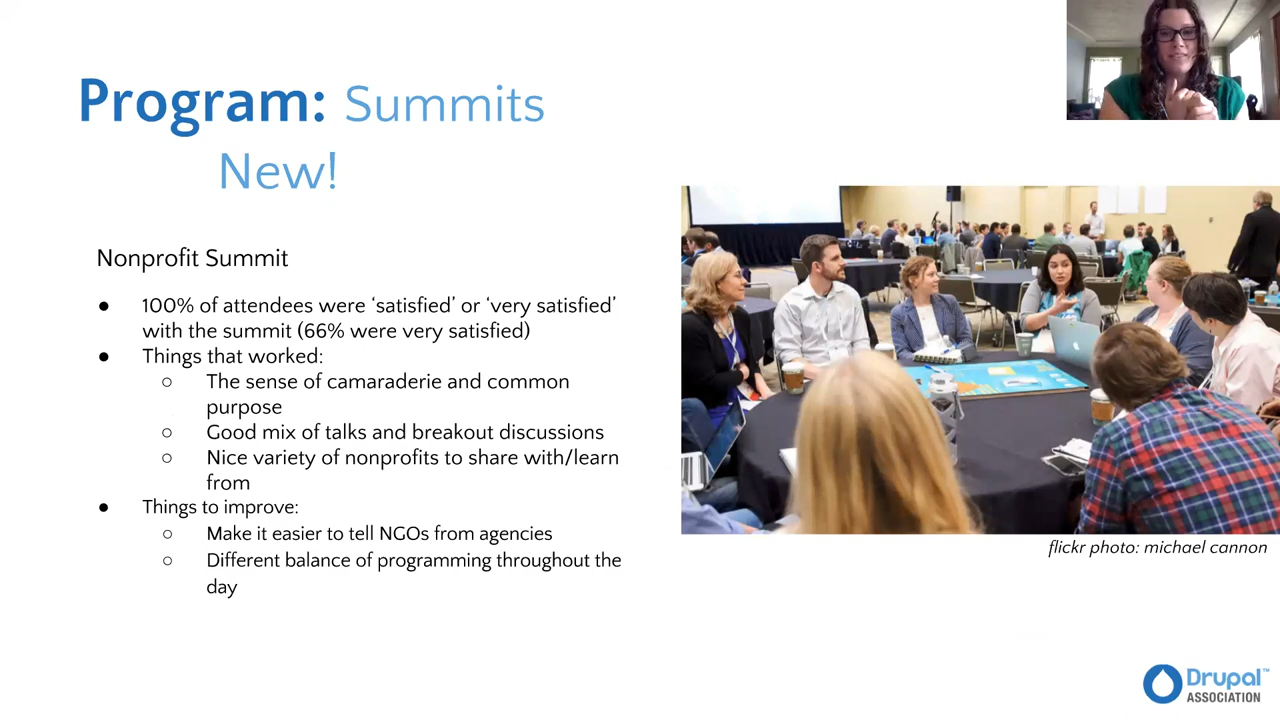 Program: Summits
New!
Nonprofit Summit
● 100% of attendees were ‘satisfied’ or ‘very satisfied’
with the summit (66% were very satisfied)
● Things that worked:
○ The sense of camaraderie and common
purpose
○ Good mix of talks and breakout discussions
○ Nice variety of nonprofits to share with/learn
from
● Things to improve:
○ Make it easier to tell NGOs from agencies
○ Different balance of programming throughout the
day
flickr photo: michael cannon
Drupal™
ASSOCIATION